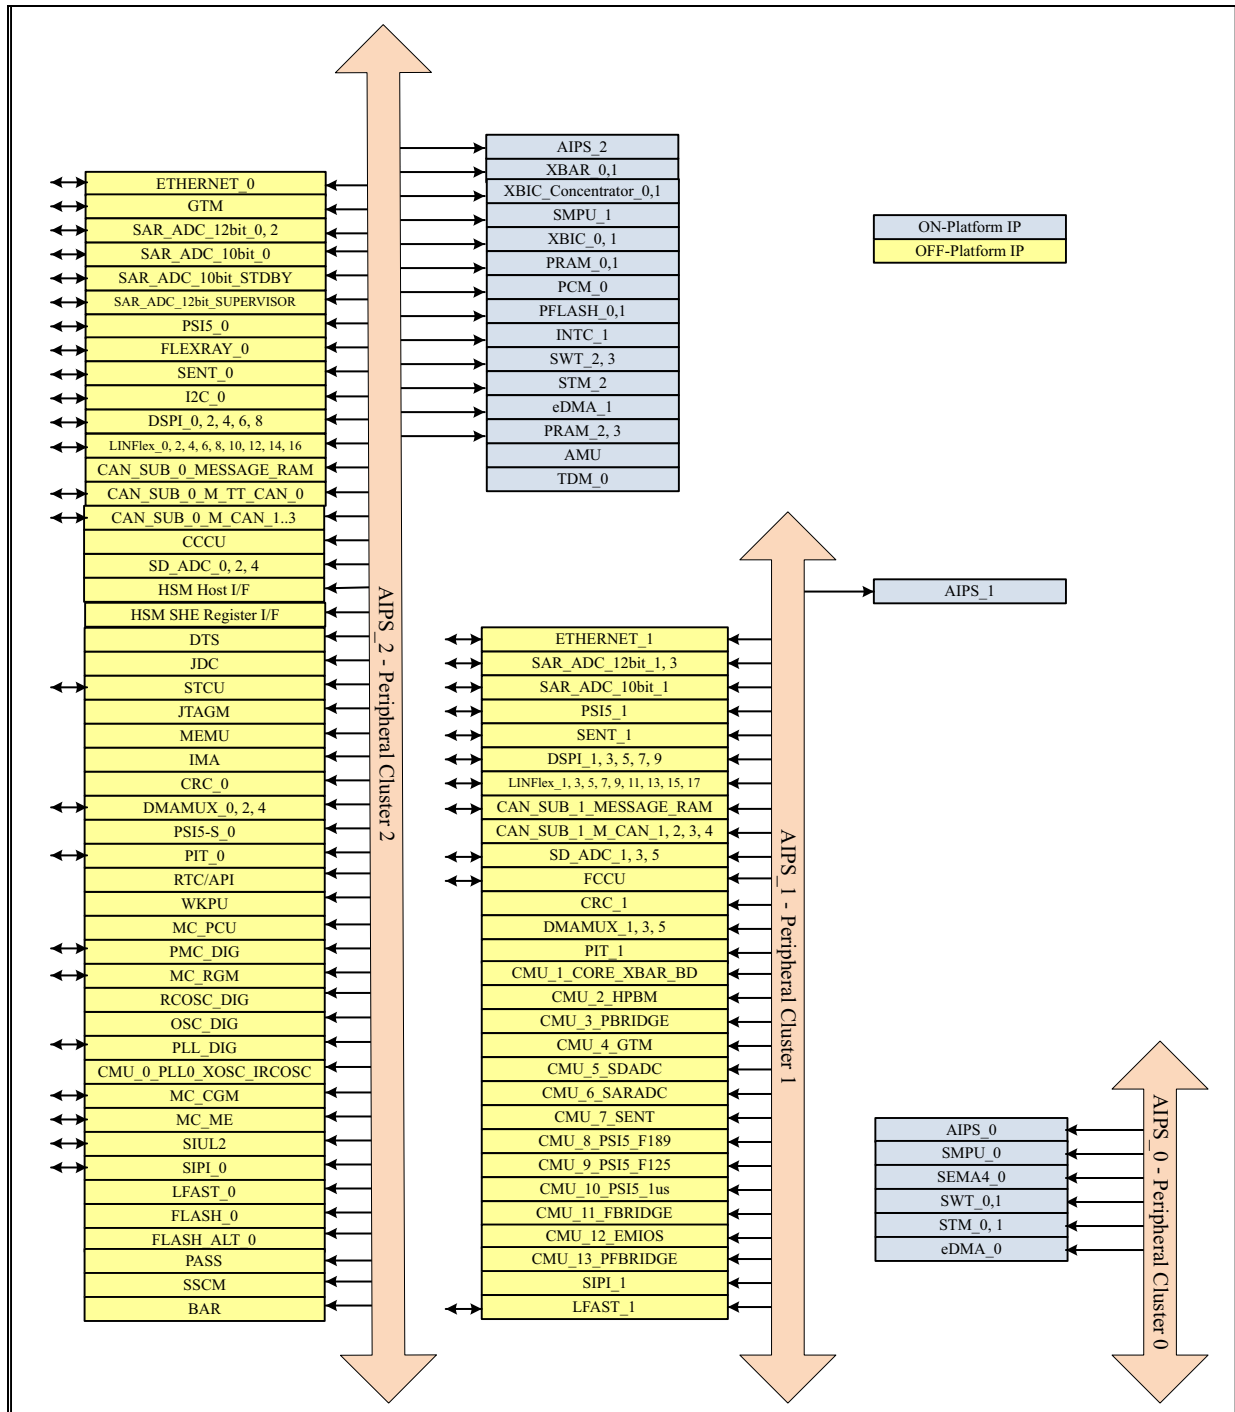 AIPS_2
XBAR_0,1
XBIC_Concentrator_0,1
SMPU_1
XBIC_0, 1
PRAM_0,1
PCM_0
PFLASH_0,1
INTC_1
SWT_2, 3
STM_2
eDMA_1
PRAM_2, 3
AMU
TDM_0
ETHERNET_0
GTM
SAR_ADC_12bit_0, 2
SAR_ADC_10bit_0
SAR_ADC_10bit_STDBY
SAR_ADC_12bit_SUPERVISOR
PSI5_0
FLEXRAY_0
SENT_0
I2C_0
DSPI_0, 2, 4, 6, 8
LINFlex_0, 2, 4, 6, 8, 10, 12, 14, 16
CAN_SUB_0_MESSAGE_RAM
CAN_SUB_0_M_TT_CAN_0
CAN_SUB_0_M_CAN_1..3
CCCU
SD_ADC_0, 2, 4
HSM Host I/F
HSM SHE Register I/F
DTS
JDC
STCU
JTAGM
MEMU
IMA
CRC_0
DMAMUX_0, 2, 4
PSI5-S_0
PIT_0
RTC/API
WKPU
MC_PCU
PMC_DIG
MC_RGM
RCOSC_DIG
OSC_DIG
PLL_DIG
CMU_0_PLL0_XOSC_IRCOSC
MC_CGM
MC_ME
SIUL2
SIPI_0
LFAST_0
FLASH_0
FLASH_ALT_0
PASS
SSCM
BAR
AIPS_2 - Peripheral Cluster 2
ON-Platform IP
OFF-Platform IP
AIPS_1
ETHERNET_1
SAR_ADC_12bit_1, 3
SAR_ADC_10bit_1
PSI5_1
SENT_1
DSPI_1, 3, 5, 7, 9
LINFlex_1, 3, 5, 7, 9, 11, 13, 15, 17
CAN_SUB_1_MESSAGE_RAM
CAN_SUB_1_M_CAN_1, 2, 3, 4
SD_ADC_1, 3, 5
FCCU
CRC_1
DMAMUX_1, 3, 5
PIT_1
CMU_1_CORE_XBAR_BD
CMU_2_HPBM
CMU_3_PBRIDGE
CMU_4_GTM
CMU_5_SDADC
CMU_6_SARADC
CMU_7_SENT
CMU_8_PSI5_F189
CMU_9_PSI5_F125
CMU_10_PSI5_1us
CMU_11_FBRIDGE
CMU_12_EMIOS
CMU_13_PFBRIDGE
SIPI_1
LFAST_1
AIPS_1 - Peripheral Cluster 1
AIPS_0
SMPU_0
SEMA4_0
SWT_0,1
STM_0, 1
eDMA_0
AIPS_0 - Peripheral Cluster 0